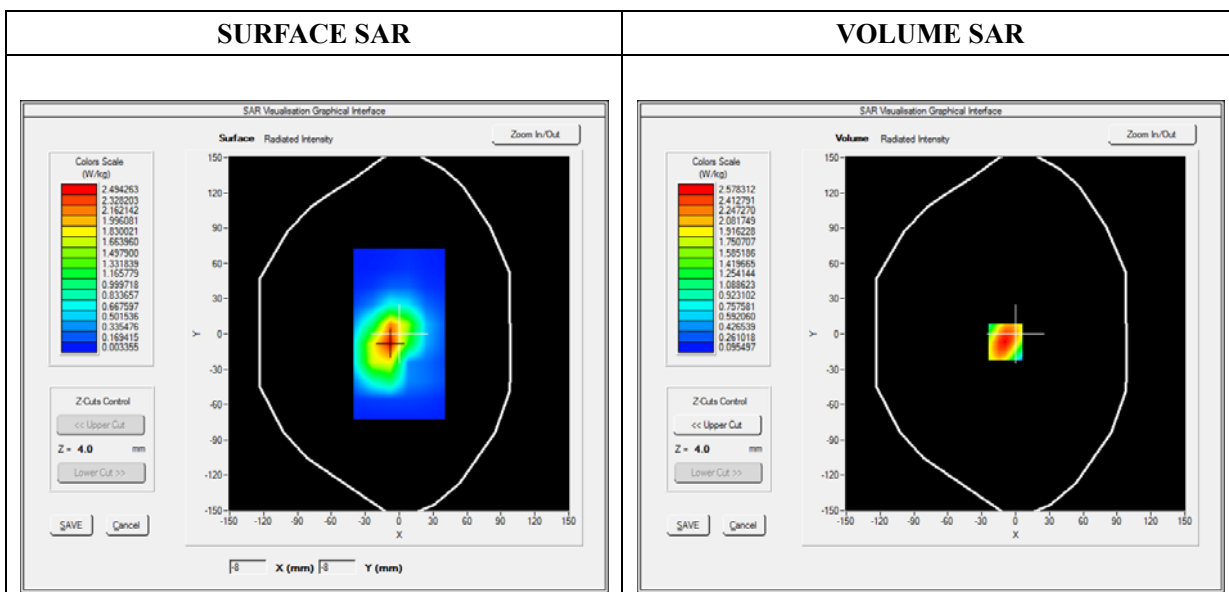 SURFACE SAR
VOLUME SAR
SAR Visualisation Graphical Interface
Surface Radiated Intensity
Zoom In/Out
Colors Scale
(W/kg)
2.494263
2.328203
2.162142
1.996081
1.830021
1.663960
1.497900
1.331839
1.165779
0.999718
0.833657
0.667597
0.501536
0.335476
0.169415
0.003355
Z-Cuts Control
<< Upper Cut
Z = 4.0 mm
Lower Cut >>
SAVE Cancel
150
120
90
60
30
0
-30
-60
-90
-120
-150
Y
-150 -120 -90 -60 -30 0 30 60 90 120 150
X
-8 X (mm) -8 Y (mm)
SAR Visualisation Graphical Interface
Volume Radiated Intensity
Zoom In/Out
Colors Scale
(W/kg)
2.578312
2.412791
2.247270
2.081749
1.916228
1.750707
1.585186
1.419665
1.254144
1.088623
0.923102
0.757581
0.592060
0.426539
0.261018
0.095497
Z-Cuts Control
<< Upper Cut
Z = 4.0 mm
Lower Cut >>
SAVE Cancel
150
120
90
60
30
0
-30
-60
-90
-120
-150
Y
-150 -120 -90 -60 -30 0 30 60 90 120 150
X